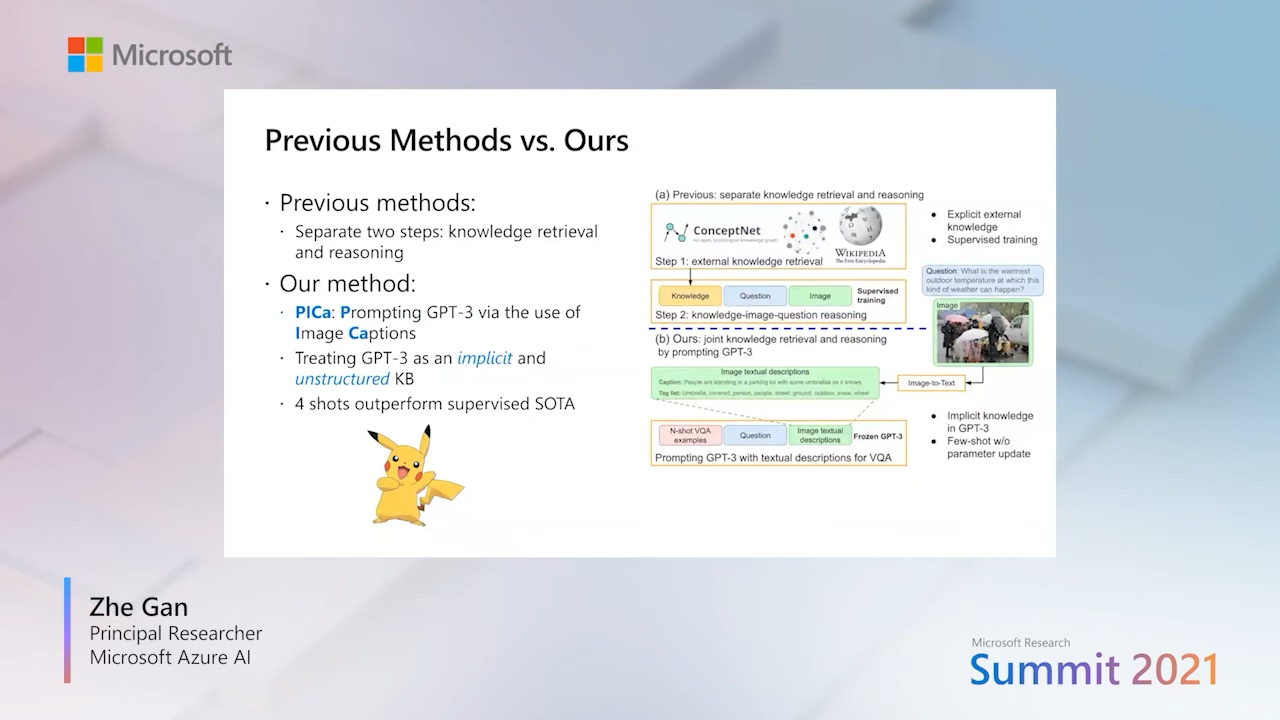 Microsoft
Previous Methods vs. Ours
· Previous methods:
· Separate two steps: knowledge retrieval
and reasoning
· Our method:
· PICa: Prompting GPT-3 via the use of
Image Captions
· Treating GPT-3 as an implicit and
unstructured KB
· 4 shots outperform supervised SOTA
(a) Previous: separate knowledge retrieval and reasoning
ConceptNet
An open, multilingual knowledge graph
WIKIPEDIA
The Free Encyclopedia
Step 1: external knowledge retrieval
Knowledge
Question
Image
Supervised
training
Step 2: knowledge-image-question reasoning
• Explicit external
knowledge
• Supervised training
Question: What is the warmest
outdoor temperature at which this
kind of weather can happen?
Image
(b) Ours: joint knowledge retrieval and reasoning
by prompting GPT-3
Image textual descriptions
Caption: People are standing in a parking lot with some umbrellas as it snows.
Tag list: Umbrella, covered, person, people, street, ground, outdoor, snow, wheel
Image-to-Text
N-shot VQA
examples
Question
Image textual
descriptions
Frozen GPT-3
Prompting GPT-3 with textual descriptions for VQA
• Implicit knowledge
in GPT-3
• Few-shot w/o
parameter update
Zhe Gan
Principal Researcher
Microsoft Azure AI
Microsoft Research
Summit 2021